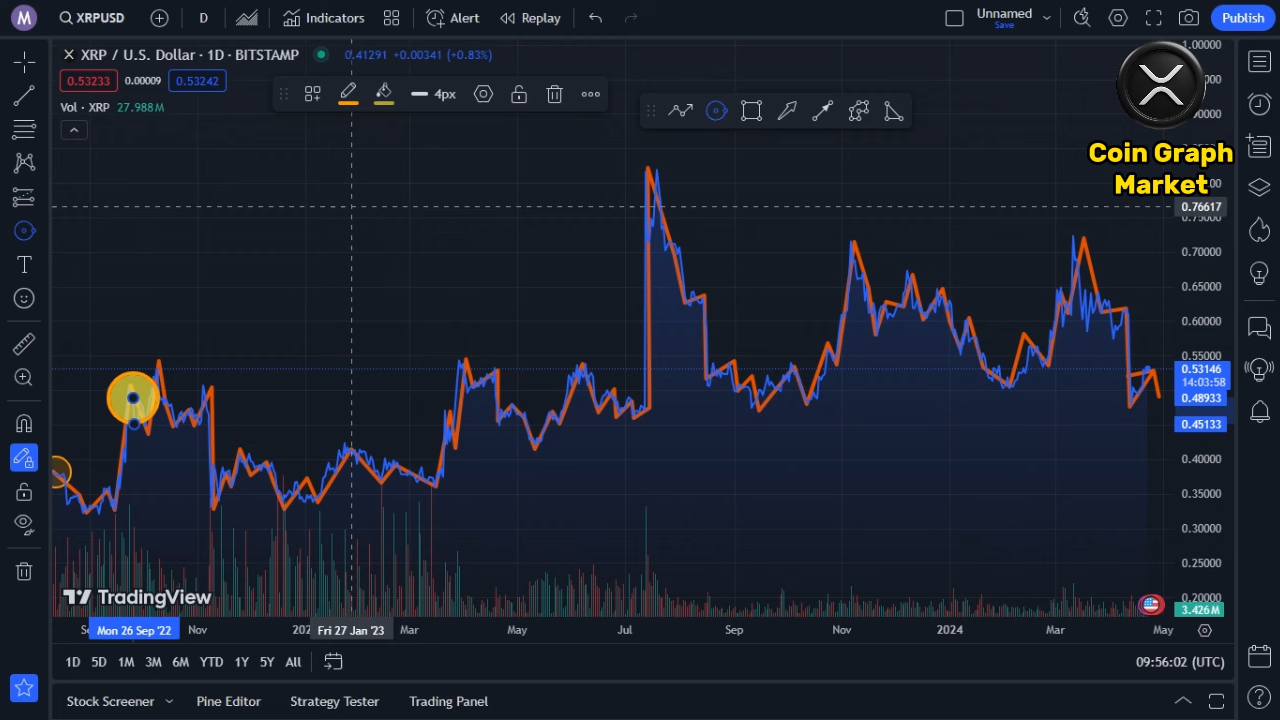 M
XRPUSD
D
Indicators
Alert
Replay
Unnamed
Save
Publish
XRP / U.S. Dollar · 1D · BITSTAMP
0.41291 +0.00341 (+0.83%)
0.53233
0.00009
0.53242
Vol · XRP 27.988M
4px
Coin Graph
Market
1.00000
0.76617
0.70000
0.65000
0.60000
0.55000
0.53146
14:03:58
0.48933
0.45133
0.40000
0.35000
0.30000
0.25000
0.20000
3.426M
TradingView
Mon 26 Sep '22
Nov
Fri 27 Jan '23
Mar
May
Jul
Sep
Nov
2024
Mar
May
1D
5D
1M
3M
6M
YTD
1Y
5Y
All
09:56:02 (UTC)
Stock Screener
Pine Editor
Strategy Tester
Trading Panel